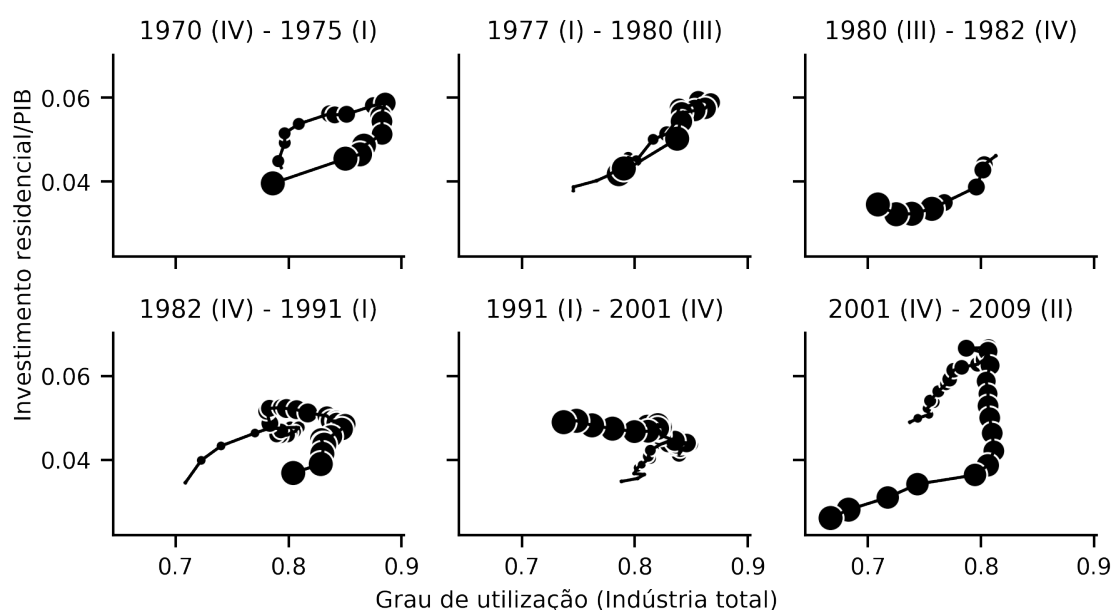 1970 (IV) - 1975 (I)
1977 (I) - 1980 (III)
1980 (III) - 1982 (IV)
Investimento residencial/PIB
0.06
0.04
1982 (IV) - 1991 (I)
1991 (I) - 2001 (IV)
2001 (IV) - 2009 (II)
0.06
0.04
0.7 0.8 0.9
0.7 0.8 0.9
0.7 0.8 0.9
Grau de utilização (Indústria total)